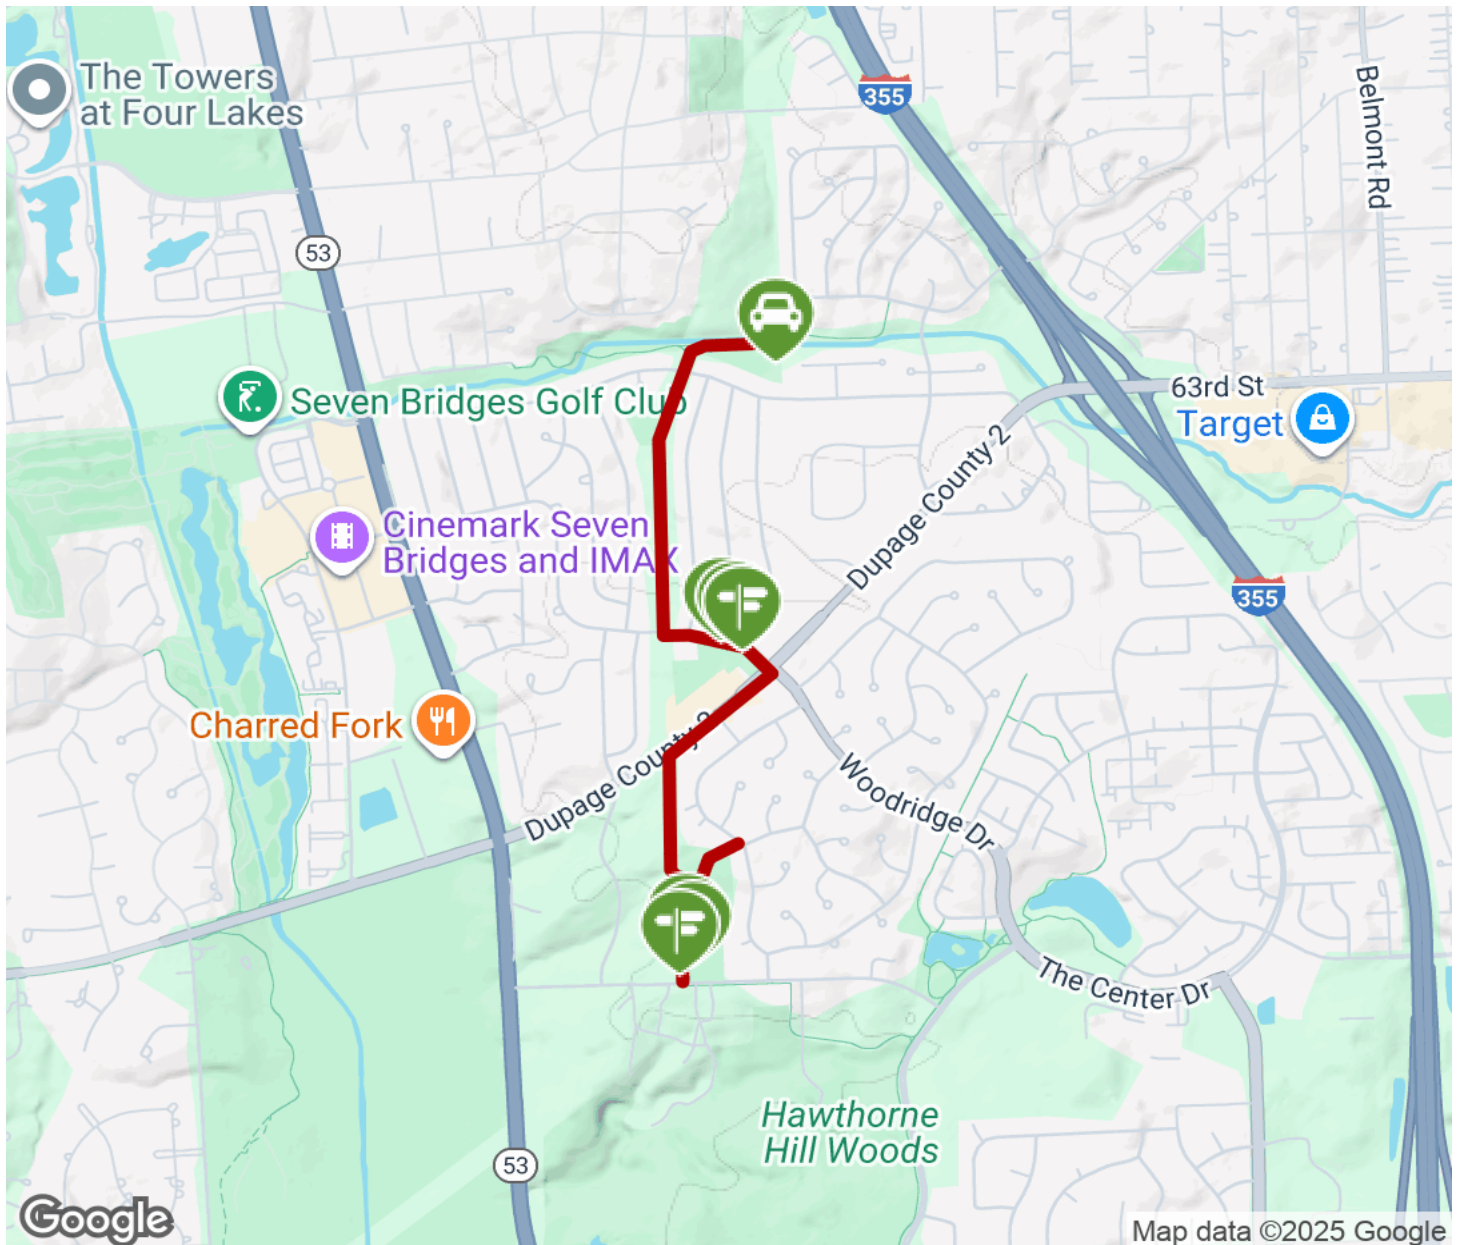 The Towers
at Four Lakes
355
Belmont Rd
53
63rd St
Target
Seven Bridges Golf Club
Dupage County 2
Cinemark Seven
Bridges and IMAX
355
Charred Fork
Dupage County 2
Woodridge Dr
The Center Dr
Hawthorne
Hill Woods
53
Google
Map data ©2025 Google